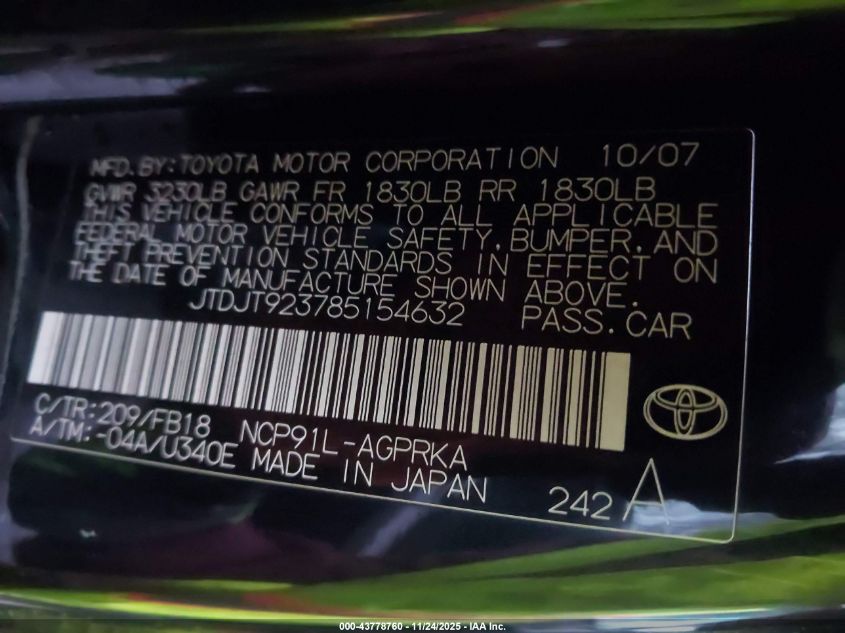 MFD.BY:TOYOTA MOTOR CORPORATION 10/07
GVWR 3230LB GAWR FR 1830LB RR 1830LB
THIS VEHICLE CONFORMS TO ALL APPLICABLE
FEDERAL MOTOR VEHICLE SAFETY, BUMPER, AND
THEFT PREVENTION STANDARDS IN EFFECT ON
THE DATE OF MANUFACTURE SHOWN ABOVE.
JTDJT923785154632 PASS.CAR
C/TR:209/FB18 NCP91L-AGPRKA
A/TM:-04A/U340E MADE IN JAPAN
242 A
000-43778760 - 11/24/2025 - IAA Inc.